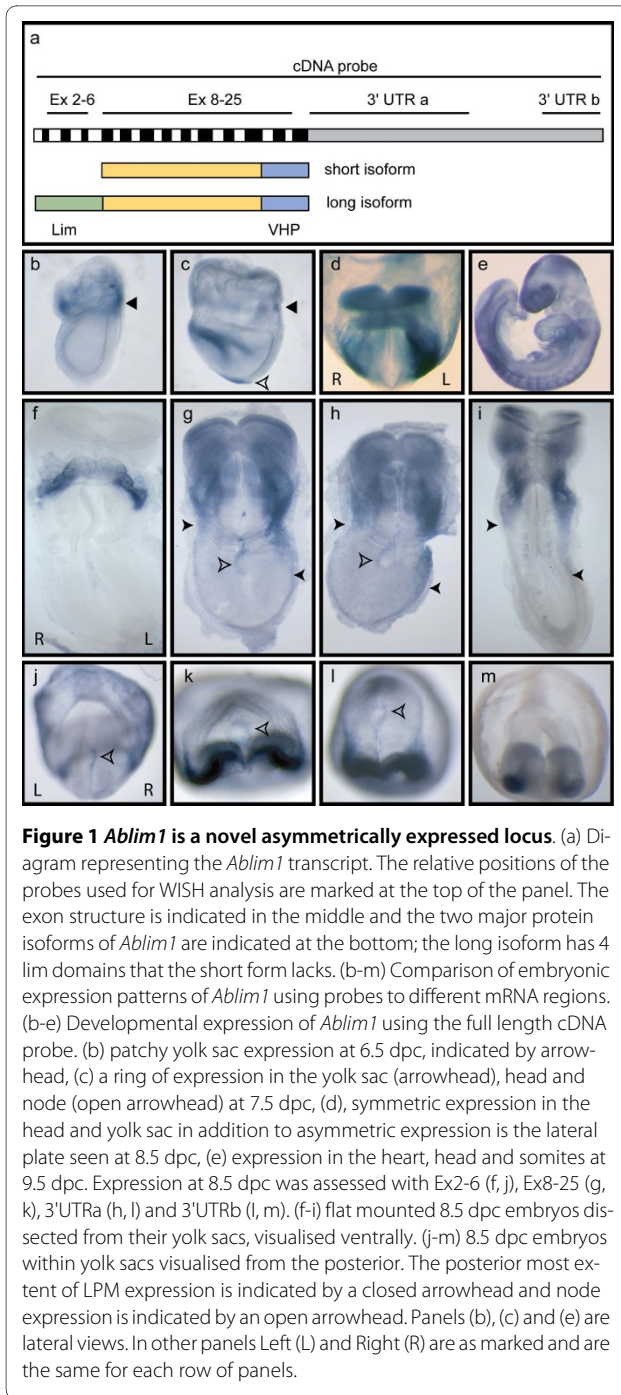 a
cDNA probe
Ex 2-6 Ex 8-25 3' UTR a 3' UTR b
short isoform
long isoform
Lim VHP
b c d e
R L
f g h i
R L
j k l m
L R
Figure 1 Ablim1 is a novel asymmetrically expressed locus. (a) Di-
agram representing the Ablim1 transcript. The relative positions of the
probes used for WISH analysis are marked at the top of the panel. The
exon structure is indicated in the middle and the two major protein
isoforms of Ablim1 are indicated at the bottom; the long isoform has 4
lim domains that the short form lacks. (b-m) Comparison of embryonic
expression patterns of Ablim1 using probes to different mRNA regions.
(b-e) Developmental expression of Ablim1 using the full length cDNA
probe. (b) patchy yolk sac expression at 6.5 dpc, indicated by arrow-
head, (c) a ring of expression in the yolk sac (arrowhead), head and
node (open arrowhead) at 7.5 dpc, (d), symmetric expression in the
head and yolk sac in addition to asymmetric expression is the lateral
plate seen at 8.5 dpc, (e) expression in the heart, head and somites at
9.5 dpc. Expression at 8.5 dpc was assessed with Ex2-6 (f, j), Ex8-25 (g,
k), 3'UTRa (h, l) and 3'UTRb (I, m). (f-i) flat mounted 8.5 dpc embryos dis-
sected from their yolk sacs, visualised ventrally. (j-m) 8.5 dpc embryos
within yolk sacs visualised from the posterior. The posterior most ex-
tent of LPM expression is indicated by a closed arrowhead and node
expression is indicated by an open arrowhead. Panels (b), (c) and (e) are
lateral views. In other panels Left (L) and Right (R) are as marked and are
the same for each row of panels.